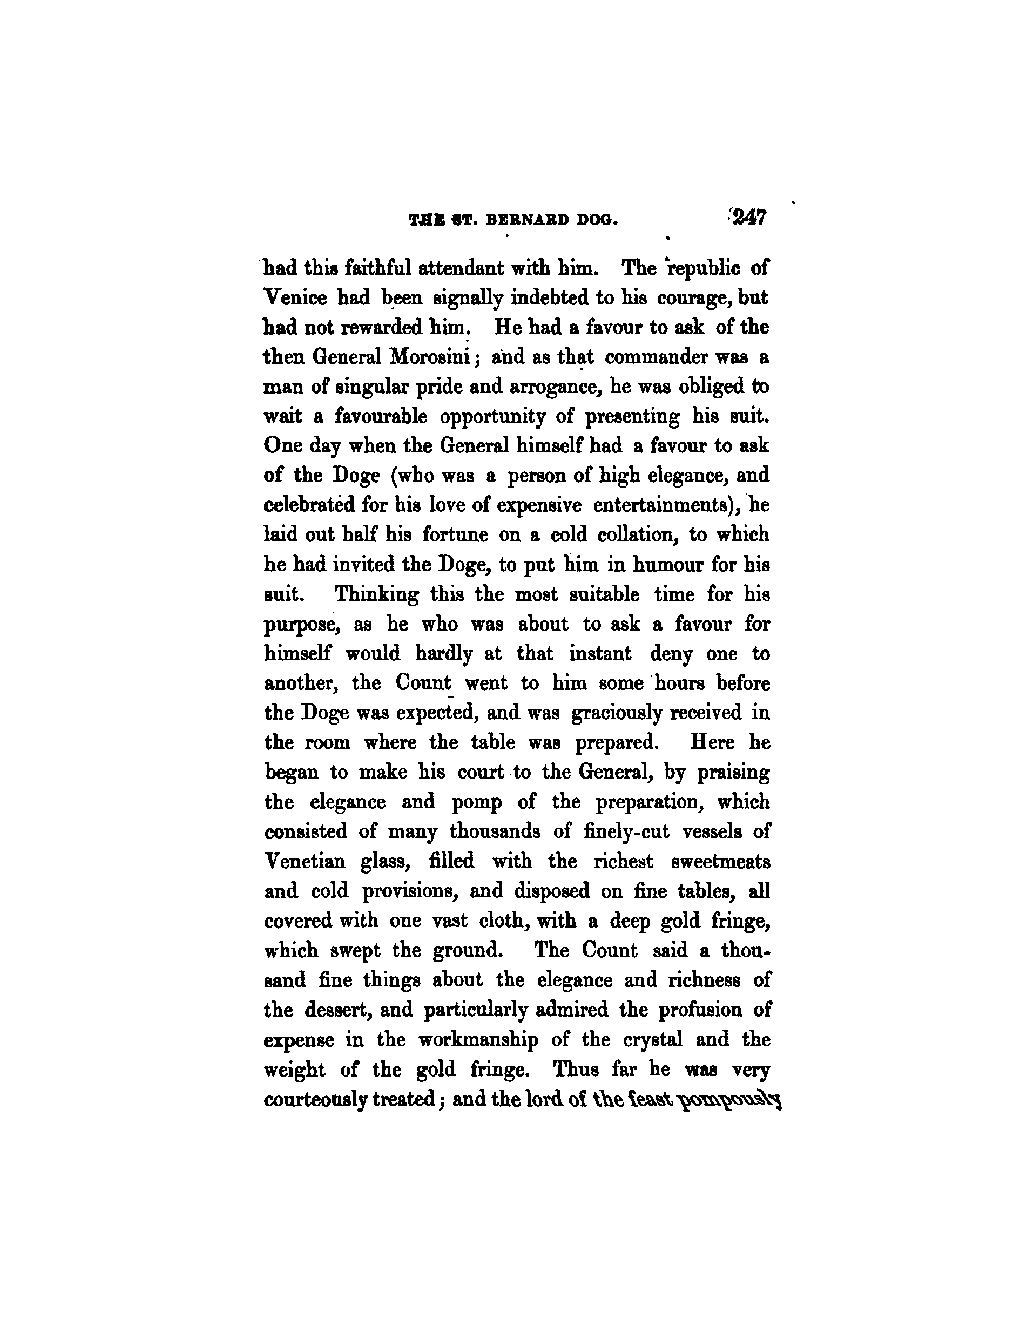 THE ST. BERNARD DOG. 247
had this faithful attendant with him. The republic of
Venice had been signally indebted to his courage, but
had not rewarded him. He had a favour to ask of the
then General Morosini; and as that commander was a
man of singular pride and arrogance, he was obliged to
wait a favourable opportunity of presenting his suit.
One day when the General himself had a favour to ask
of the Doge (who was a person of high elegance, and
celebrated for his love of expensive entertainments), he
laid out half his fortune on a cold collation, to which
he had invited the Doge, to put him in humour for his
suit. Thinking this the most suitable time for his
purpose, as he who was about to ask a favour for
himself would hardly at that instant deny one to
another, the Count went to him some hours before
the Doge was expected, and was graciously received in
the room where the table was prepared. Here he
began to make his court to the General, by praising
the elegance and pomp of the preparation, which
consisted of many thousands of finely-cut vessels of
Venetian glass, filled with the richest sweetmeats
and cold provisions, and disposed on fine tables, all
covered with one vast cloth, with a deep gold fringe,
which swept the ground. The Count said a thou-
sand fine things about the elegance and richness of
the dessert, and particularly admired the profusion of
expense in the workmanship of the crystal and the
weight of the gold fringe. Thus far he was very
courteously treated; and the lord of the feast pompously